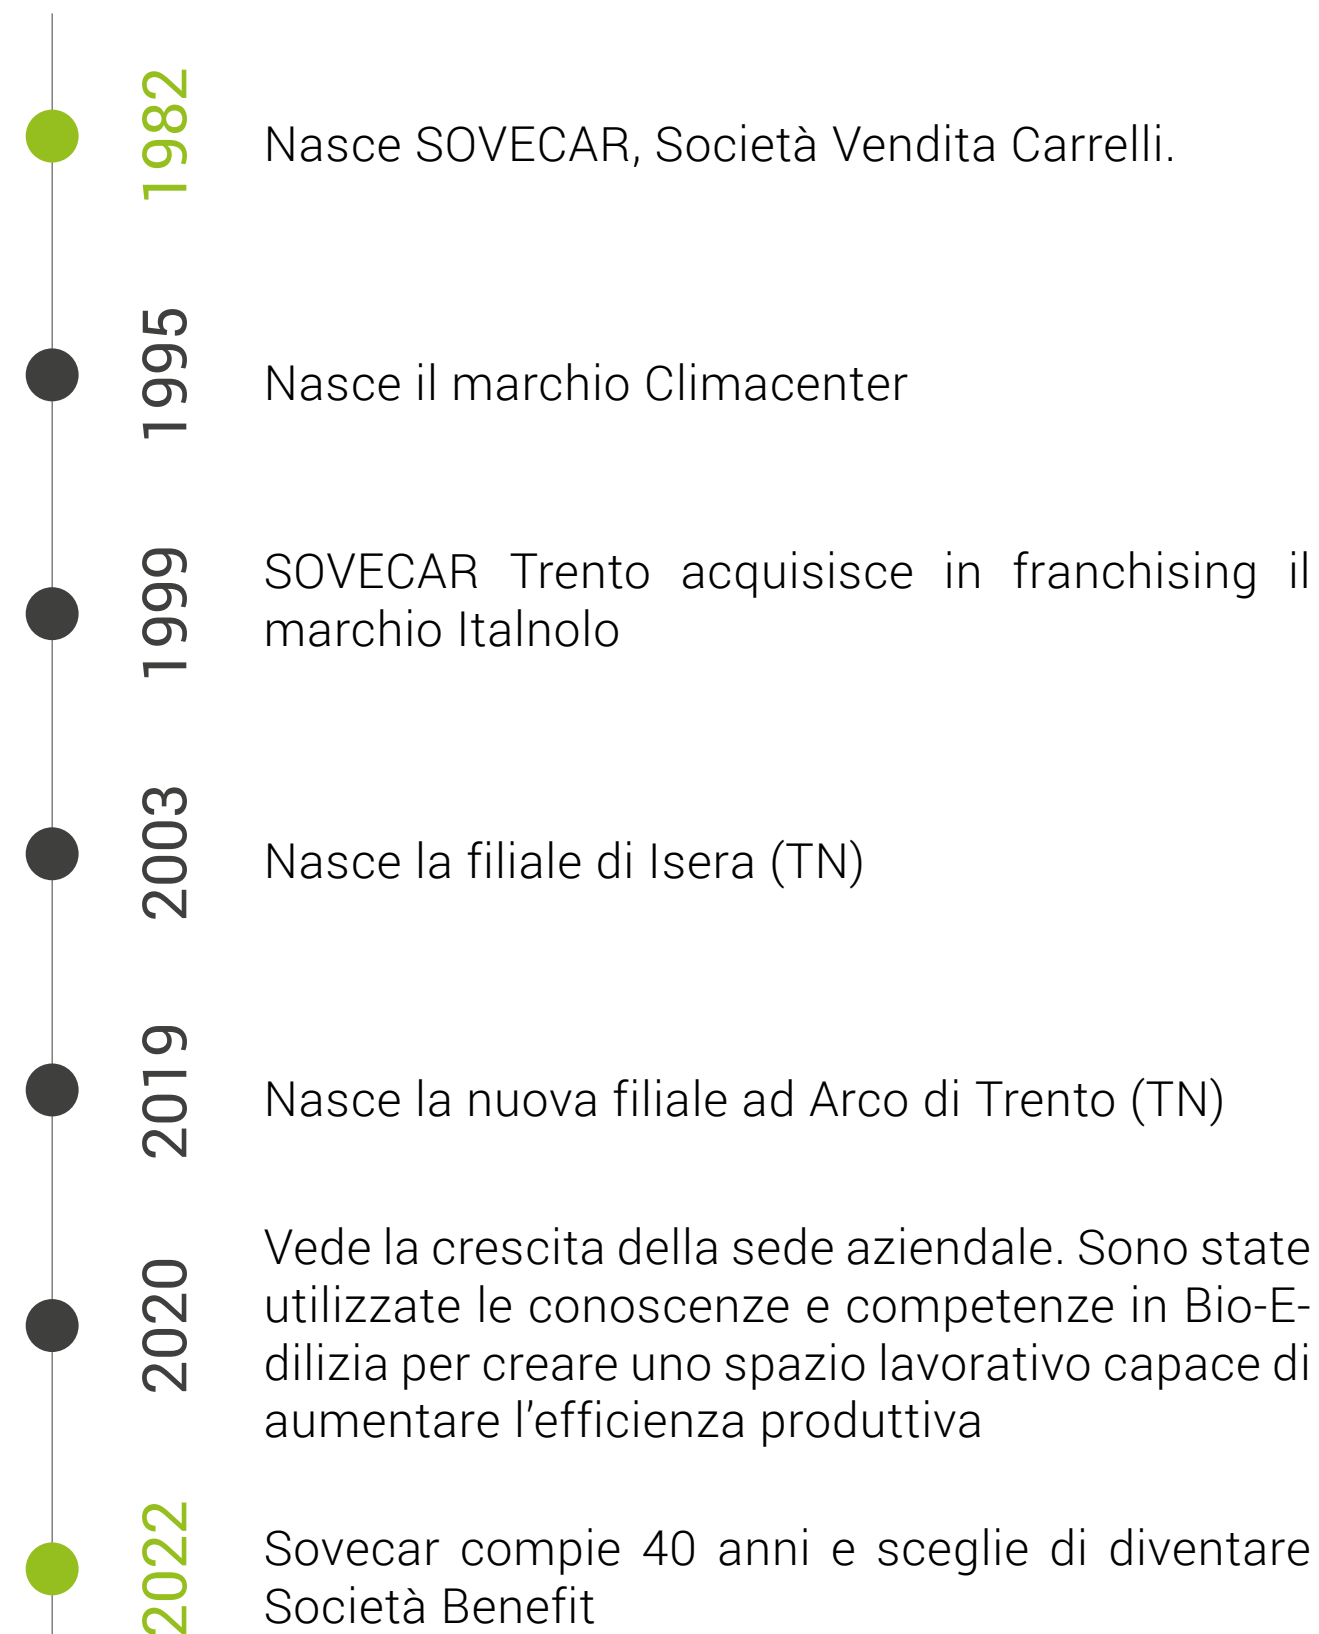 1982
Nasce SOVECAR, Società Vendita Carrelli.
1995
Nasce il marchio Climacenter
1999
SOVECAR Trento acquisisce in franchising il
marchio Italnolo
2003
Nasce la filiale di Isera (TN)
2019
Nasce la nuova filiale ad Arco di Trento (TN)
2020
Vede la crescita della sede aziendale. Sono state
utilizzate le conoscenze e competenze in Bio-E-
dilizia per creare uno spazio lavorativo capace di
aumentare l'efficienza produttiva
2022
Sovecar compie 40 anni e sceglie di diventare
Società Benefit